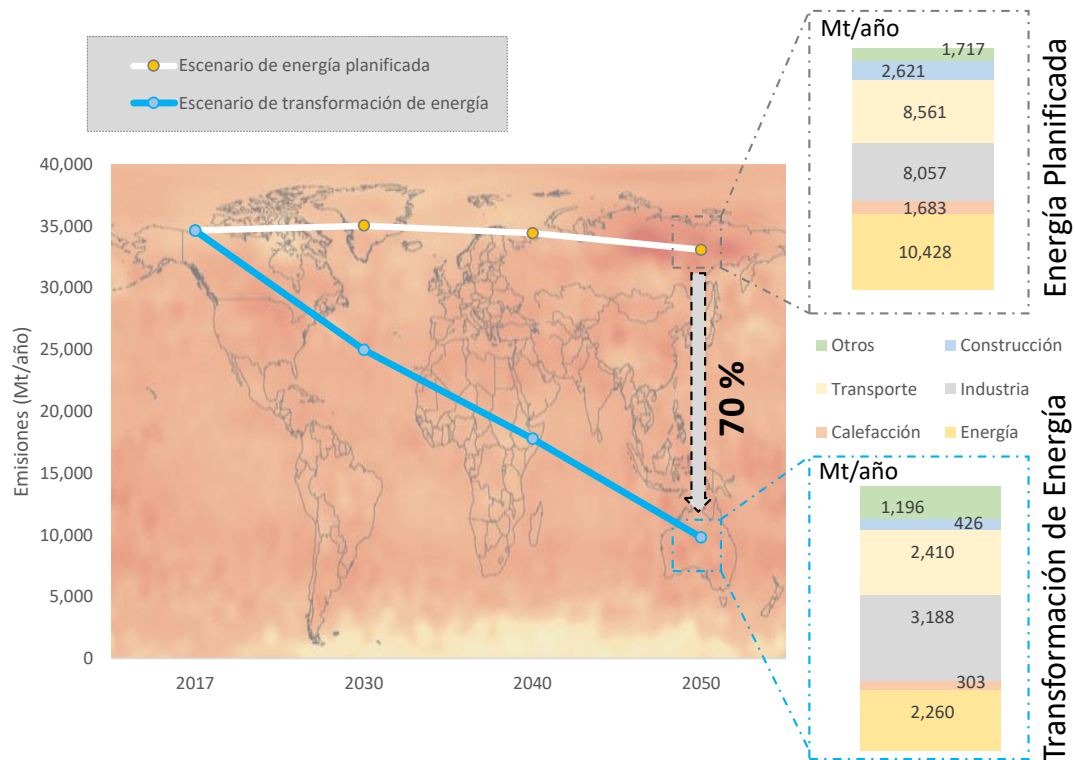 Escenario de energía planificada
Escenario de transformación de energía
Mt/año
1,717
2,621
8,561
8,057
1,683
10,428
Energía Planificada
40,000
35,000
30,000
25,000
20,000
15,000
10,000
5,000
0
Emisiones (Mt/año)
2017
2030
2040
2050
70 %
Otros
Construcción
Transporte
Industria
Calefacción
Energía
Mt/año
1,196
426
2,410
3,188
303
2,260
Transformación de Energía